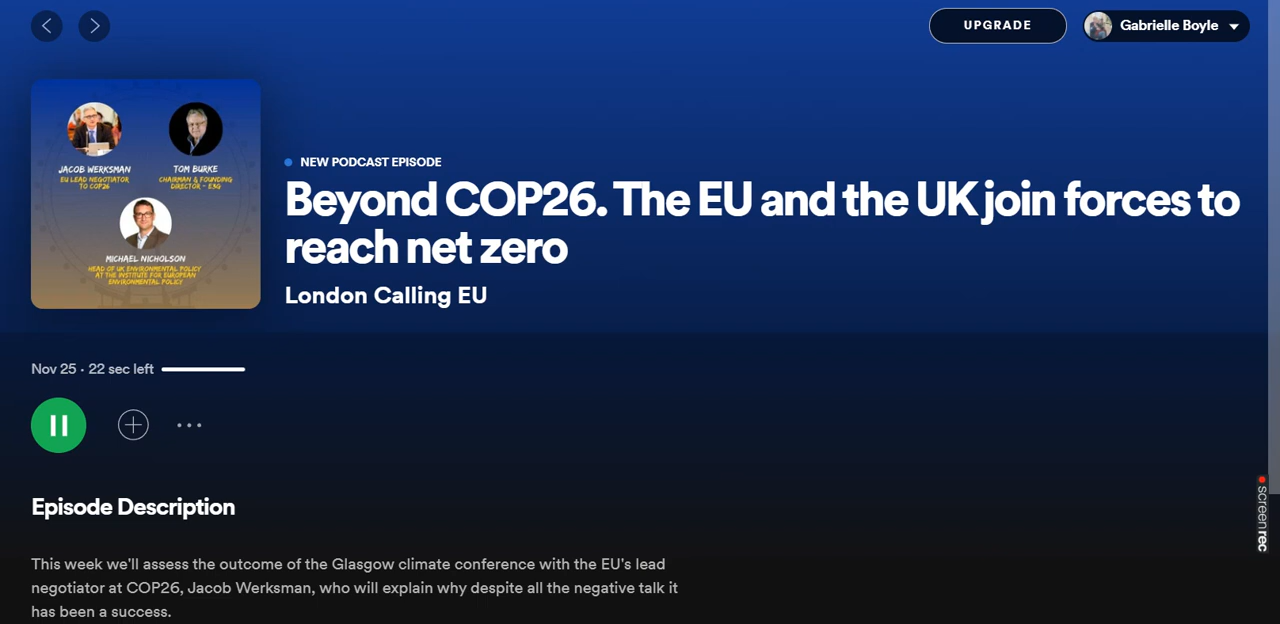 UPGRADE
Gabrielle Boyle
JACOB WERKSMAN
EU LEAD NEGOTIATOR
TO COP26
TOM BURKE
CHAIRMAN & FOUNDING
DIRECTOR - E3G
MICHAEL NICHOLSON
HEAD OF UK ENVIRONMENTAL POLICY
AT THE INSTITUTE FOR EUROPEAN
ENVIRONMENTAL POLICY
NEW PODCAST EPISODE
Beyond COP26. The EU and the UK join forces to
reach net zero
London Calling EU
Nov 25 · 22 sec left
Episode Description
This week we'll assess the outcome of the Glasgow climate conference with the EU's lead
negotiator at COP26, Jacob Werksman, who will explain why despite all the negative talk it
has been a success.
screenrec